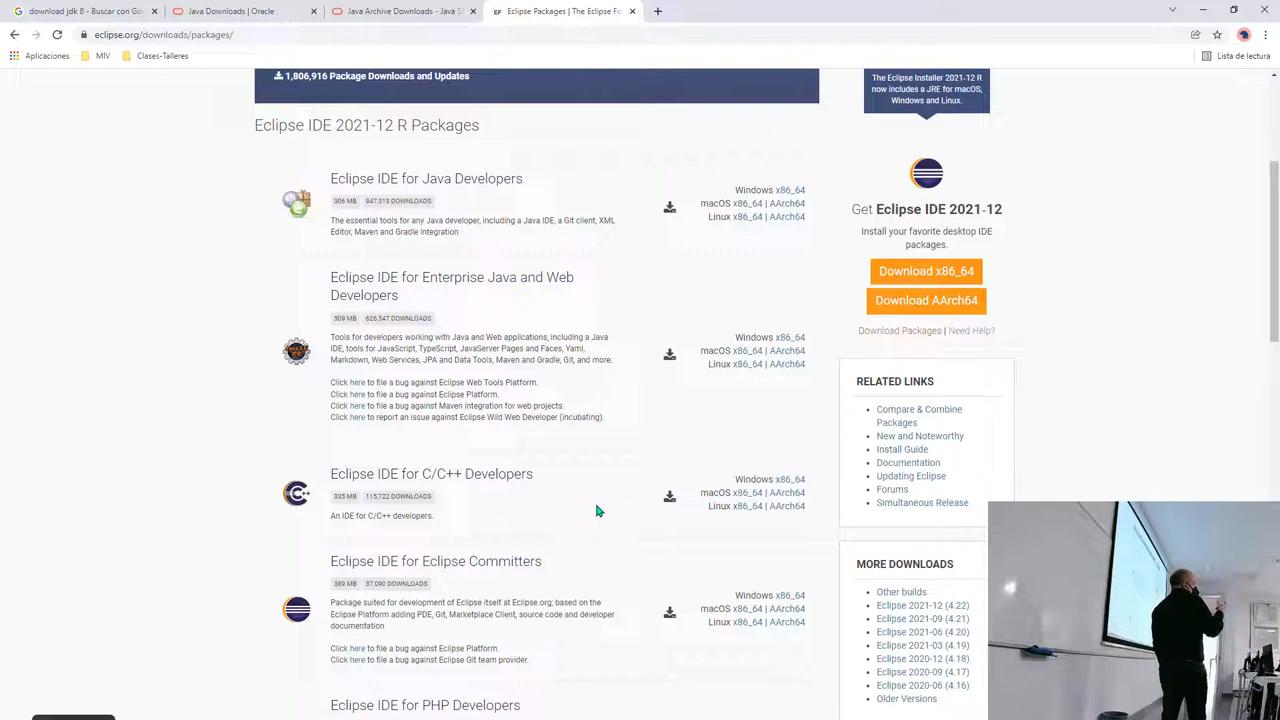 download jdk 8 - Buscar con Go
Java Downloads | Oracle
Java Archive Downloads - Java S
Eclipse Packages | The Eclipse Fo
eclipse.org/downloads/packages/
Aplicaciones
MIV
Clases-Talleres
Lista de lectura
1,806,916 Package Downloads and Updates
The Eclipse Installer 2021-12 R
now includes a JRE for macOS,
Windows and Linux.
Eclipse IDE 2021-12 R Packages
Eclipse IDE for Java Developers
306 MB 947,313 DOWNLOADS
The essential tools for any Java developer, including a Java IDE, a Git client, XML
Editor, Maven and Gradle integration
Windows x86_64
macOS x86_64 | AArch64
Linux x86_64 | AArch64
Eclipse IDE for Enterprise Java and Web
Developers
509 MB 626,547 DOWNLOADS
Tools for developers working with Java and Web applications, including a Java
IDE, tools for JavaScript, TypeScript, JavaServer Pages and Faces, Yaml,
Markdown, Web Services, JPA and Data Tools, Maven and Gradle, Git, and more.
Click here to file a bug against Eclipse Web Tools Platform.
Click here to file a bug against Eclipse Platform.
Click here to file a bug against Maven integration for web projects.
Click here to report an issue against Eclipse Wild Web Developer (incubating).
Windows x86_64
macOS x86_64 | AArch64
Linux x86_64 | AArch64
Eclipse IDE for C/C++ Developers
335 MB 115,722 DOWNLOADS
An IDE for C/C++ developers.
Windows x86_64
macOS x86_64 | AArch64
Linux x86_64 | AArch64
Eclipse IDE for Eclipse Committers
389 MB 37,090 DOWNLOADS
Package suited for development of Eclipse itself at Eclipse.org; based on the
Eclipse Platform adding PDE, Git, Marketplace Client, source code and developer
documentation
Click here to file a bug against Eclipse Platform.
Click here to file a bug against Eclipse Git team provider.
Windows x86_64
macOS x86_64 | AArch64
Linux x86_64 | AArch64
Eclipse IDE for PHP Developers
Get Eclipse IDE 2021-12
Install your favorite desktop IDE
packages.
Download x86_64
Download AArch64
Download Packages | Need Help?
RELATED LINKS
Compare & Combine
Packages
New and Noteworthy
Install Guide
Documentation
Updating Eclipse
Forums
Simultaneous Release
MORE DOWNLOADS
Other builds
Eclipse 2021-12 (4.22)
Eclipse 2021-09 (4.21)
Eclipse 2021-06 (4.20)
Eclipse 2021-03 (4.19)
Eclipse 2020-12 (4.18)
Eclipse 2020-09 (4.17)
Eclipse 2020-06 (4.16)
Older Versions